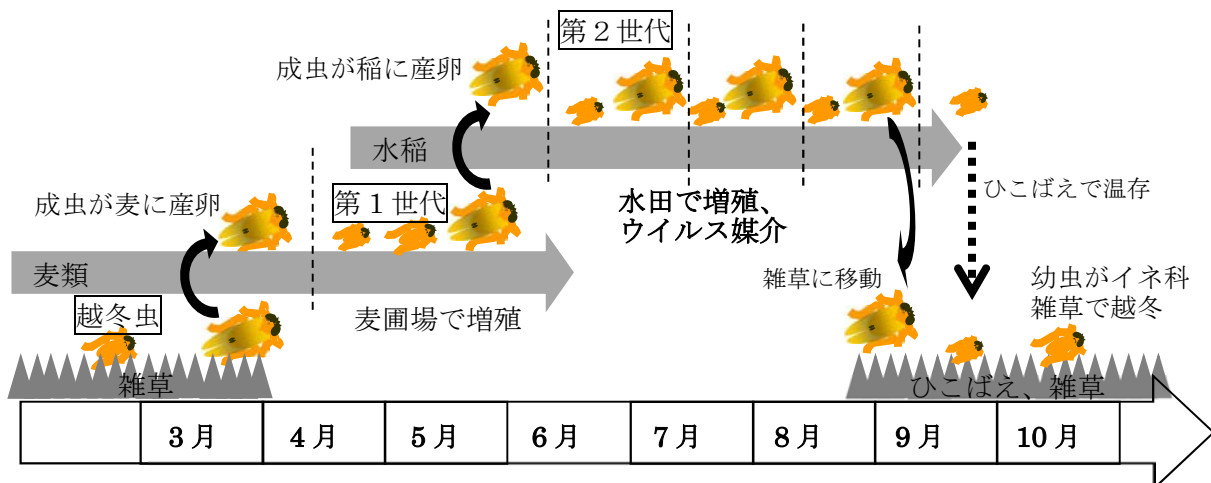 第２世代
成虫が稲に産卵
水稲
ひこばえで温存
成虫が麦に産卵
第１世代
水田で増殖、
ウイルス媒介
麦類
雑草に移動
幼虫がイネ科
雑草で越冬
越冬虫
麦圃場で増殖
雑草
ひこばえ、雑草
3月
4月
5月
6月
7月
8月
9月
10月